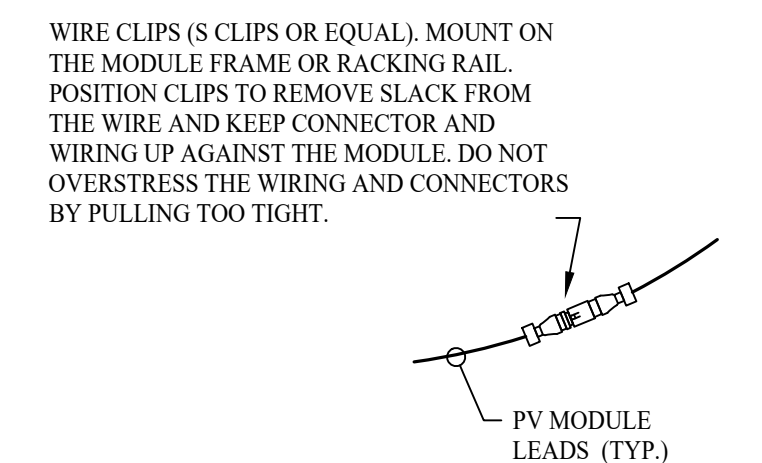 WIRE CLIPS (S CLIPS OR EQUAL). MOUNT ON
THE MODULE FRAME OR RACKING RAIL.
POSITION CLIPS TO REMOVE SLACK FROM
THE WIRE AND KEEP CONNECTOR AND
WIRING UP AGAINST THE MODULE. DO NOT
OVERSTRESS THE WIRING AND CONNECTORS
BY PULLING TOO TIGHT.
PV MODULE
LEADS (TYP.)